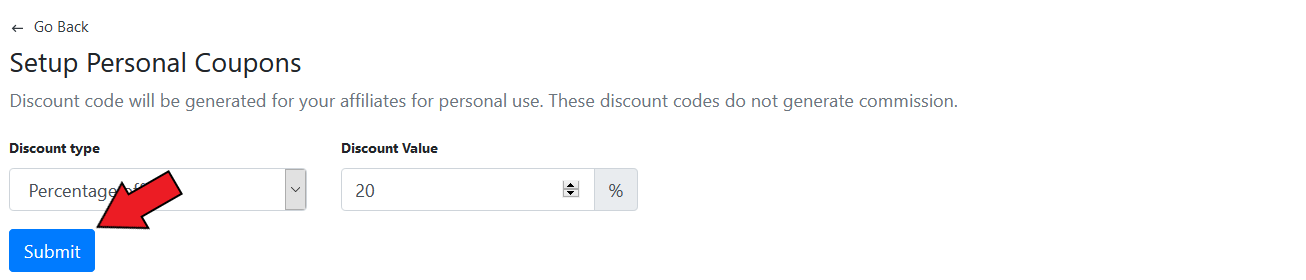 ← Go Back
Setup Personal Coupons
Discount code will be generated for your affiliates for personal use. These discount codes do not generate commission.
Discount type Discount Value
Percentage off 20 %
Submit